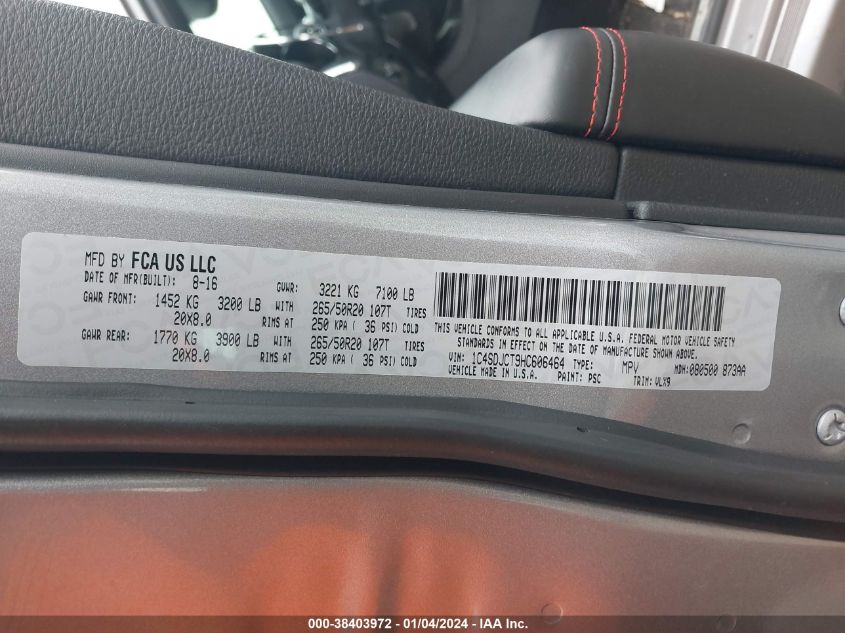 MFD BY FCA US LLC
DATE OF MFR(BUILT): 8-16 GVWR: 3221 KG 7100 LB
GAWR FRONT: 1452 KG 3200 LB WITH 265/50R20 107T TIRES
20X8.0 RIMS AT 250 KPA ( 36 PSI) COLD
GAWR REAR: 1770 KG 3900 LB WITH 265/50R20 107T TIRES
20X8.0 RIMS AT 250 KPA ( 36 PSI) COLD
THIS VEHICLE CONFORMS TO ALL APPLICABLE U.S.A. FEDERAL MOTOR VEHICLE SAFETY
STANDARDS IN EFFECT ON THE DATE OF MANUFACTURE SHOWN ABOVE.
VIN: 1C4SDJCT9HC606464 TYPE: MPV MDH: 080500 873AA
VEHICLE MADE IN U.S.A. PAINT: PSC TRIM: VLX9
000-38403972 - 01/04/2024 - IAA Inc.